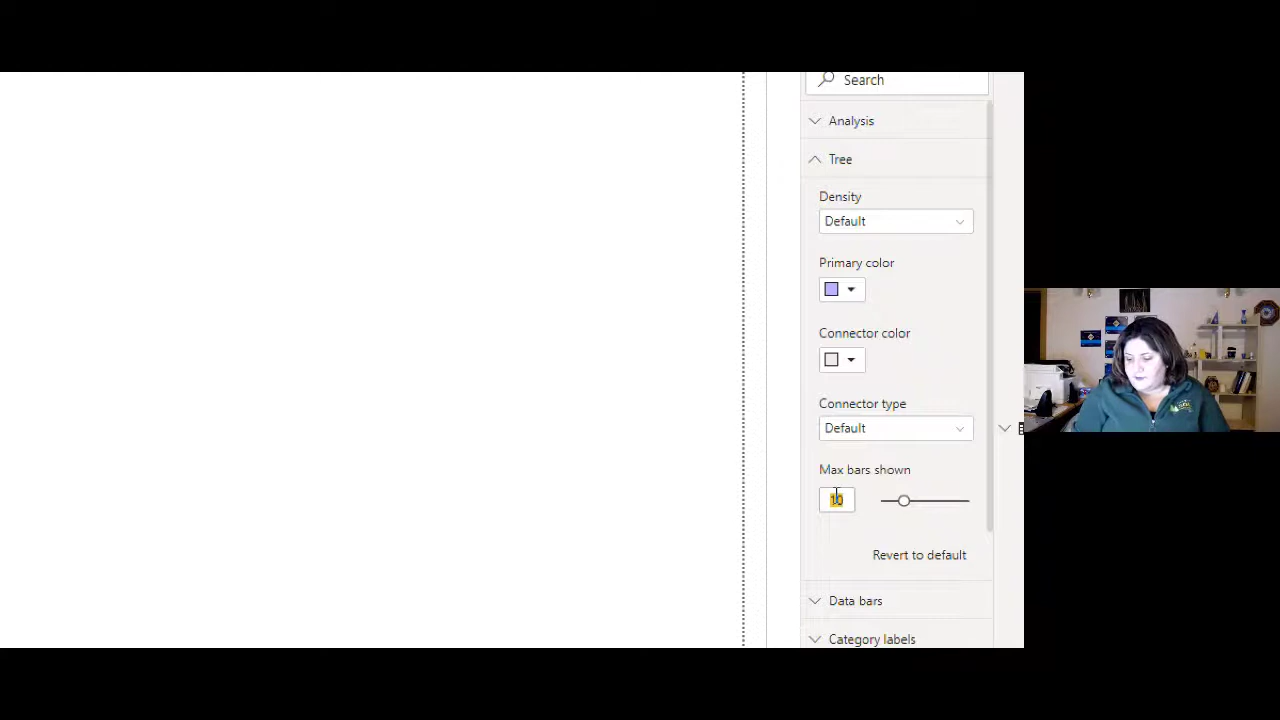 Search
Analysis
Tree
Density
Default
Primary color
Connector color
Connector type
Default
Max bars shown
10
Revert to default
Data bars
Category labels